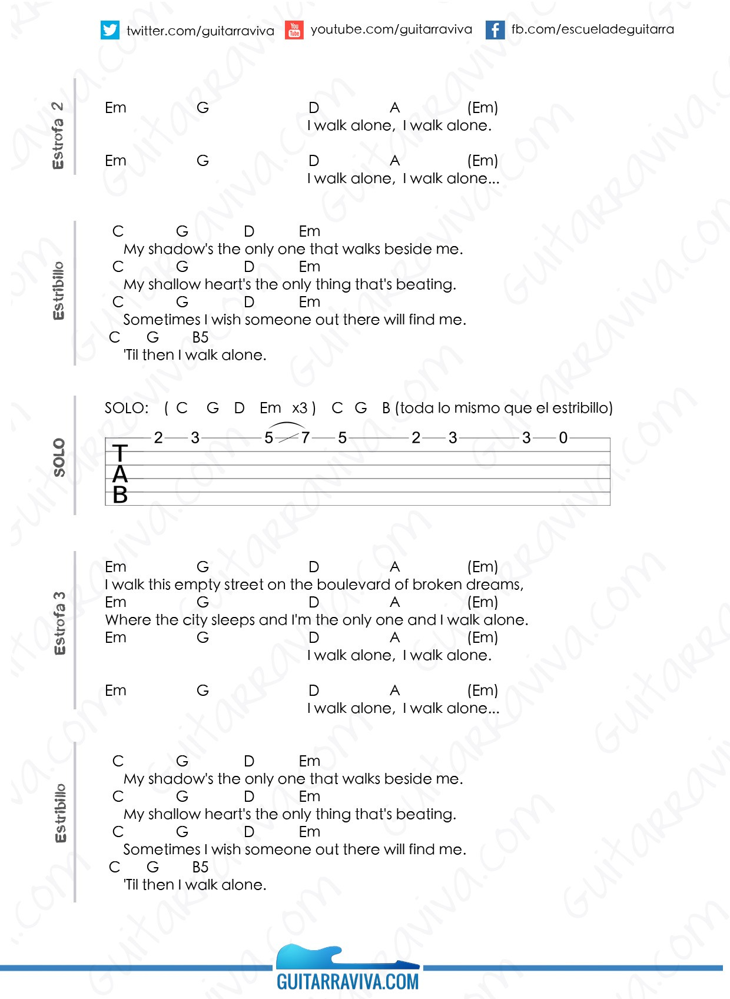 twitter.com/guitarraviva You Tube youtube.com/guitarraviva f fb.com/escueladeguitarra
Estrofa 2
Em G D A (Em)
I walk alone, I walk alone.
Em G D A (Em)
I walk alone, I walk alone...
Estribillo
C G D Em
My shadow's the only one that walks beside me.
C G D Em
My shallow heart's the only thing that's beating.
C G D Em
Sometimes I wish someone out there will find me.
C G B5
'Til then I walk alone.
SOLO
SOLO: ( C G D Em x3 ) C G B (toda lo mismo que el estribillo)
2 3 5 7 5 2 3 3 0
T
A
B
Estrofa 3
Em G D A (Em)
I walk this empty street on the boulevard of broken dreams,
Em G D A (Em)
Where the city sleeps and I'm the only one and I walk alone.
Em G D A (Em)
I walk alone, I walk alone.
Em G D A (Em)
I walk alone, I walk alone...
Estribillo
C G D Em
My shadow's the only one that walks beside me.
C G D Em
My shallow heart's the only thing that's beating.
C G D Em
Sometimes I wish someone out there will find me.
C G B5
'Til then I walk alone.
GUITARRAVIVA.COM